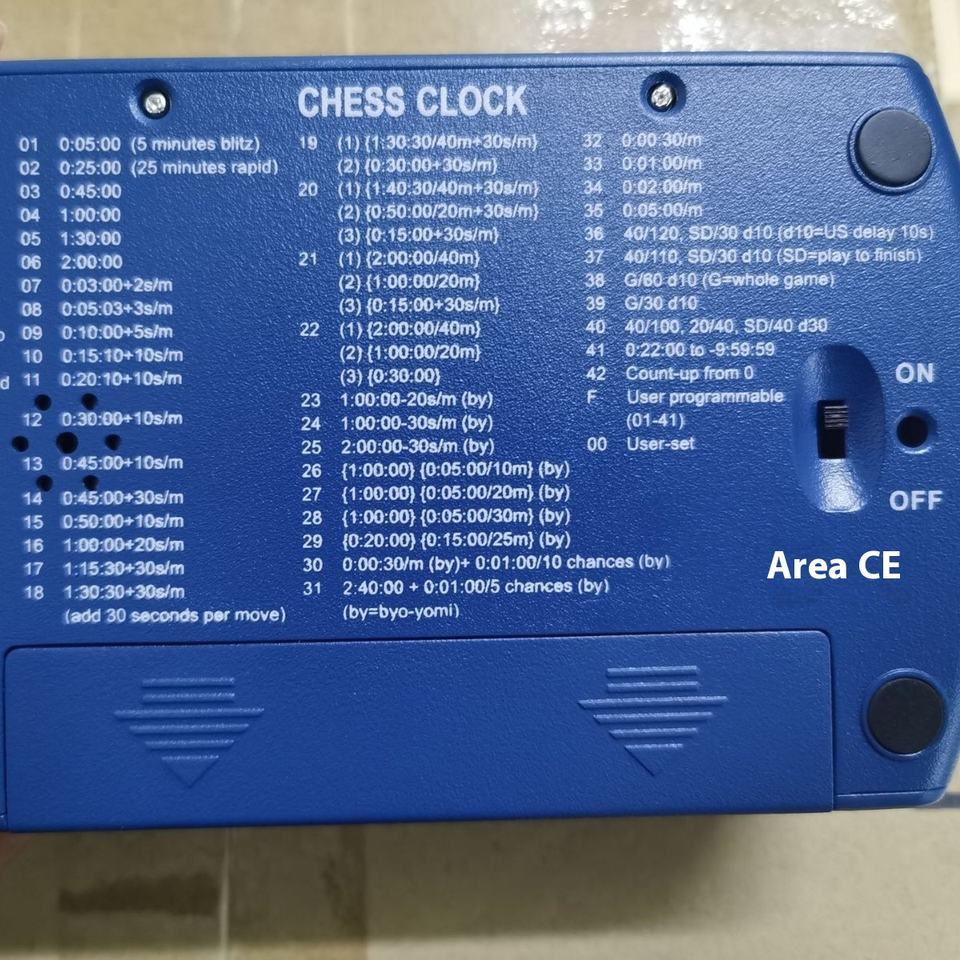 CHESS CLOCK
01 0:05:00 (5 minutes blitz)
02 0:25:00 (25 minutes rapid)
03 0:45:00
04 1:00:00
05 1:30:00
06 2:00:00
07 0:03:00+2s/m
08 0:05:03+3s/m
09 0:10:00+5s/m
10 0:15:10+10s/m
d 11 0:20:10+10s/m
12 0:30:00+10s/m
13 0:45:00+10s/m
14 0:45:00+30s/m
15 0:50:00+10s/m
16 1:00:00+20s/m
17 1:15:30+30s/m
18 1:30:30+30s/m
(add 30 seconds per move)
19 (1) {1:30:30/40m+30s/m}
(2) {0:30:00+30s/m}
20 (1) {1:40:30/40m+30s/m}
(2) {0:50:00/20m+30s/m}
(3) {0:15:00+30s/m}
21 (1) {2:00:00/40m}
(2) {1:00:00/20m}
(3) {0:15:00+30s/m}
22 (1) {2:00:00/40m}
(2) {1:00:00/20m}
(3) {0:30:00}
23 1:00:00-20s/m (by)
24 1:00:00-30s/m (by)
25 2:00:00-30s/m (by)
26 {1:00:00} {0:05:00/10m} (by)
27 {1:00:00} {0:05:00/20m} (by)
28 {1:00:00} {0:05:00/30m} (by)
29 {0:20:00} {0:15:00/25m} (by)
30 0:00:30/m (by)+ 0:01:00/10 chances (by)
31 2:40:00 + 0:01:00/5 chances (by)
(by=byo-yomi)
32 0:00:30/m
33 0:01:00/m
34 0:02:00/m
35 0:05:00/m
36 40/120, SD/30 d10 (d10=US delay 10s)
37 40/110, SD/30 d10 (SD=play to finish)
38 G/60 d10 (G=whole game)
39 G/30 d10
40 40/100, 20/40, SD/40 d30
41 0:22:00 to -9:59:59
42 Count-up from 0
F User programmable
(01-41)
00 User-set
ON
OFF
Area CE